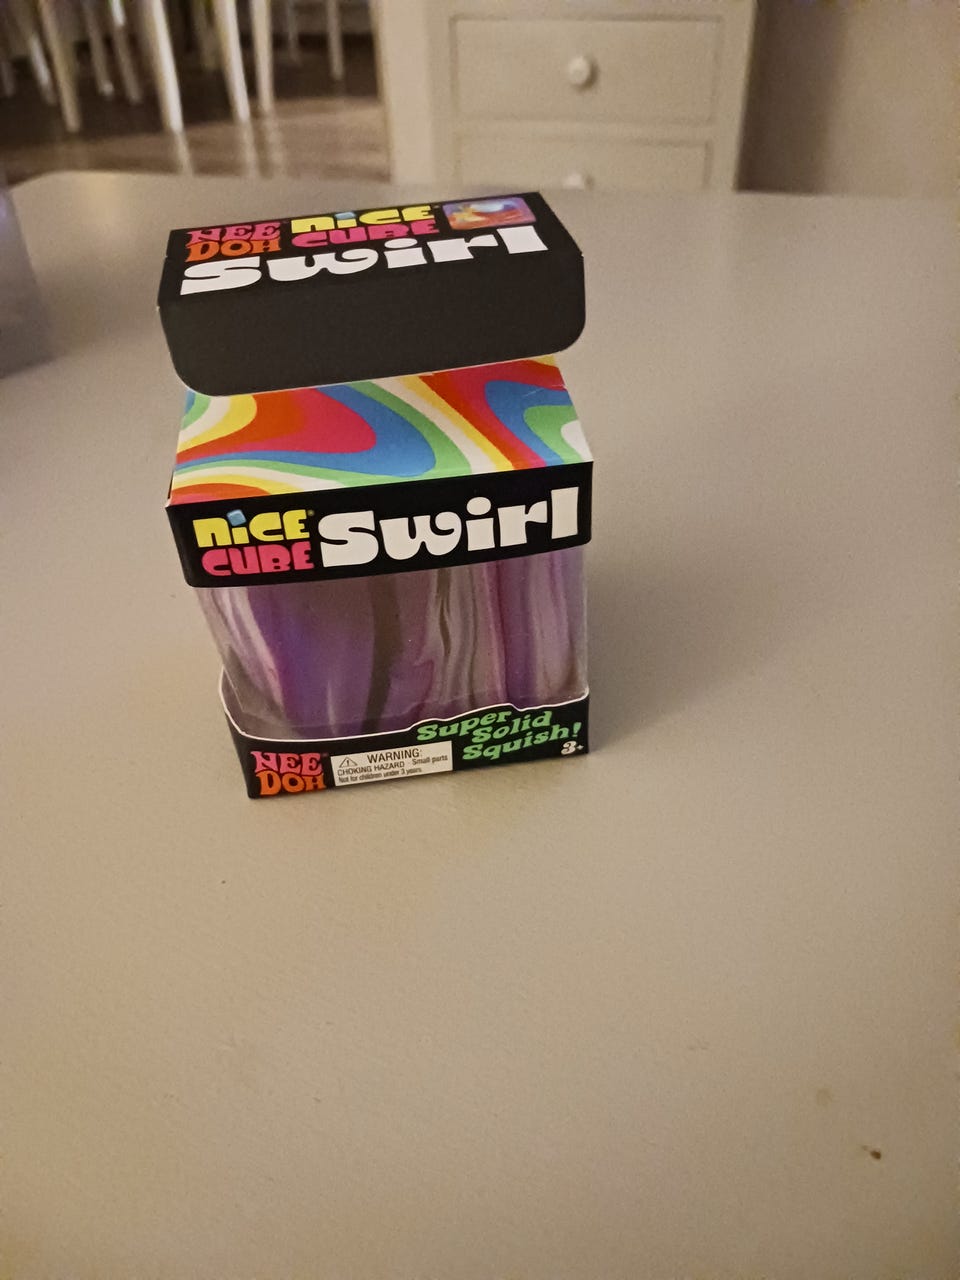 NEE DOH NiCE CUBE
Swirl
NiCE CUBE Swirl
Super Solid Squish!
3+
NEE DOH
WARNING:
CHOKING HAZARD - Small parts
Not for children under 3 years